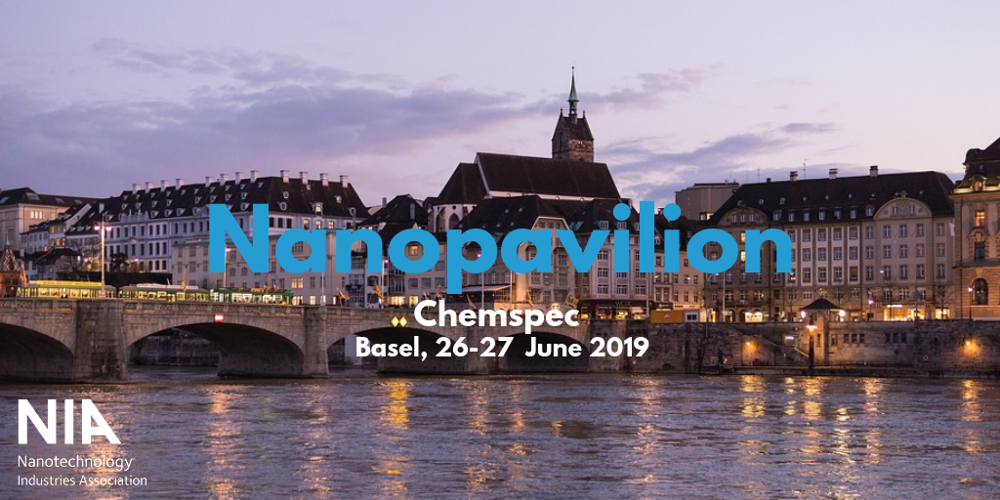 Nanopavilion
Chemspec
Basel, 26-27 June 2019
NIA
Nanotechnology
Industries Association